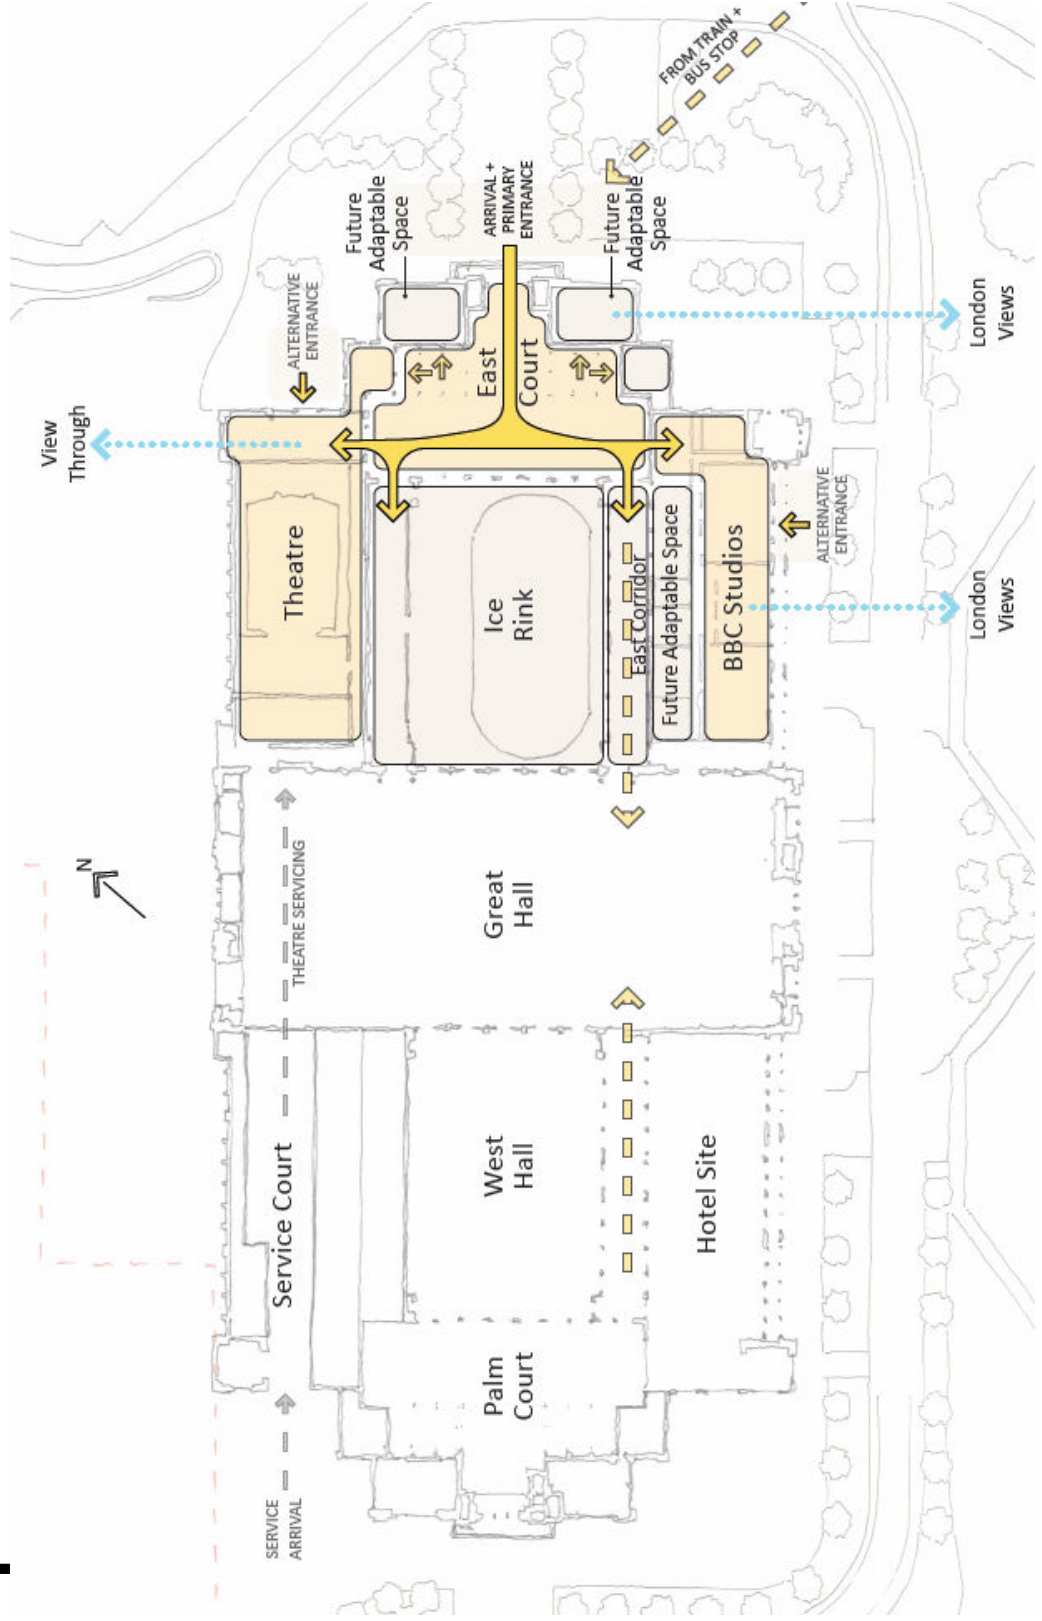 FROM TRAIN +
BUS STOP
ARRIVAL +
PRIMARY
ENTRANCE
Future
Adaptable
Space
Future
Adaptable
Space
ALTERNATIVE
ENTRANCE
London
Views
View
Through
East
Court
ALTERNATIVE
ENTRANCE
Theatre
Ice
Rink
East Corridor
Future Adaptable Space
BBC Studios
London
Views
N
THEATRE SERVICING
Great
Hall
Service Court
West
Hall
Hotel Site
Palm
Court
SERVICE
ARRIVAL